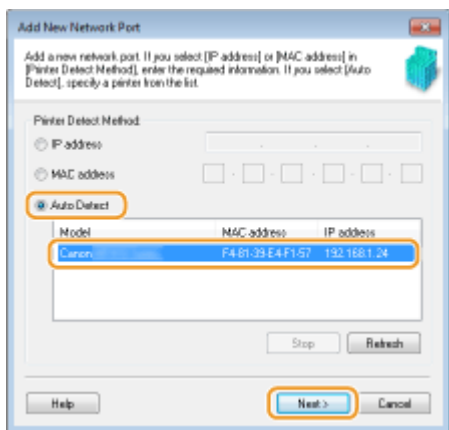 Add New Network Port
Add a new network port. If you select [IP address] or [MAC address] in
[Printer Detect Method], enter the required information. If you select [Auto
Detect], specify a printer from the list.
Printer Detect Method:
IP address
MAC address
Auto Detect
Model MAC address IP address
Canon F4-81-39-E4-F1-57 192.168.1.24
Stop Refresh
Help Next > Cancel